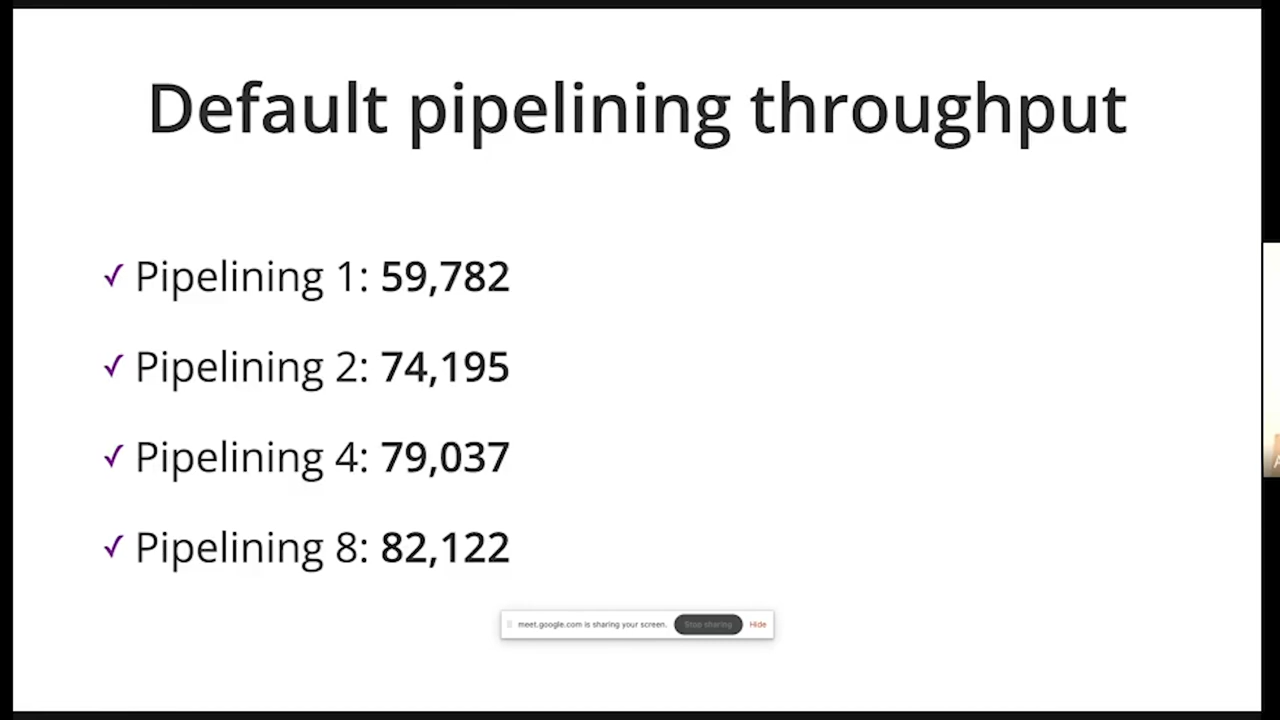 Default pipelining throughput
✓ Pipelining 1: 59,782
✓ Pipelining 2: 74,195
✓ Pipelining 4: 79,037
✓ Pipelining 8: 82,122
meet.google.com is sharing your screen. Stop sharing Hide